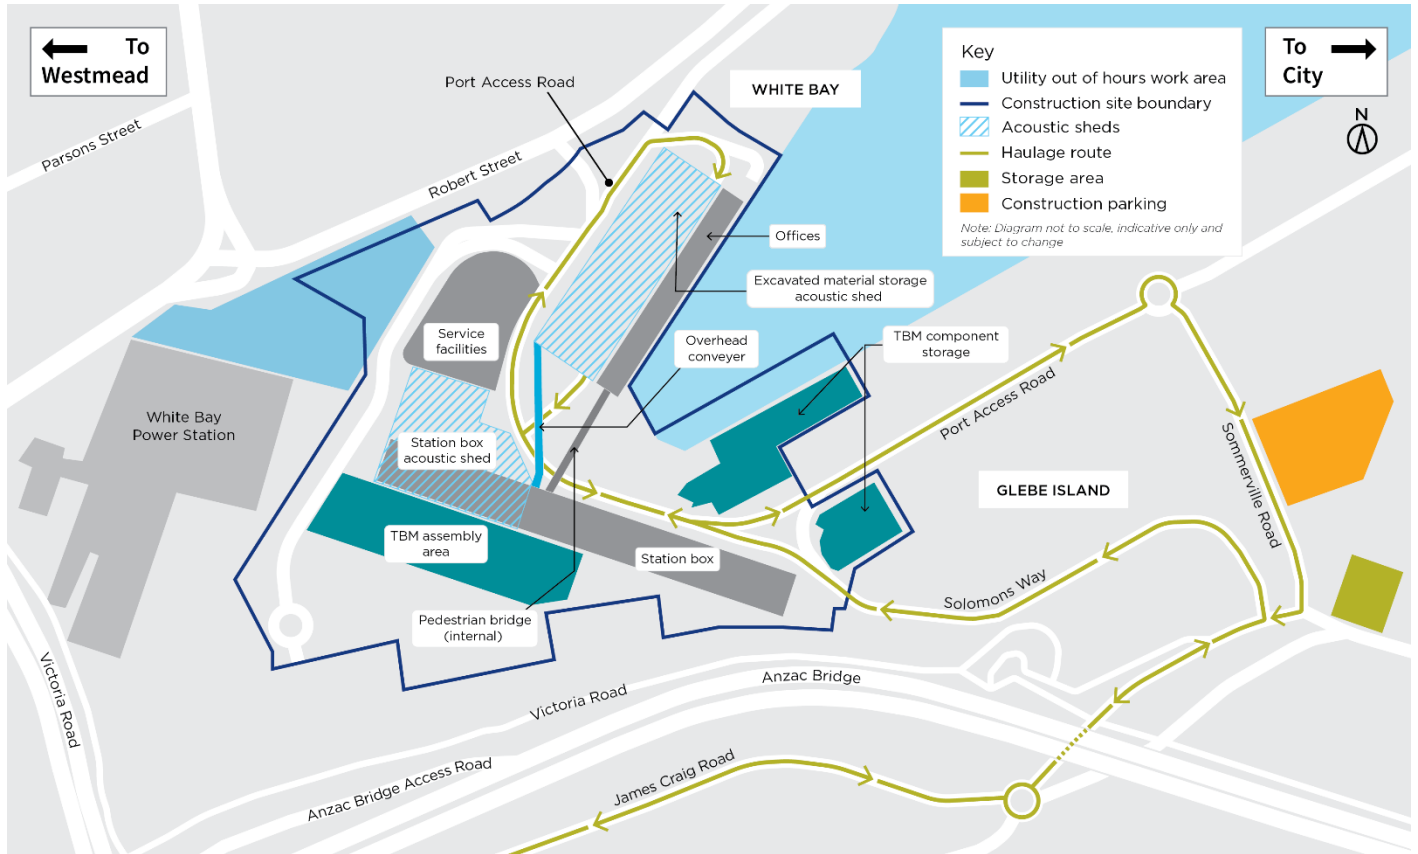 To
Westmead
To
City
N
Key
Utility out of hours work area
Construction site boundary
Acoustic sheds
Haulage route
Storage area
Construction parking
Note: Diagram not to scale, indicative only and
subject to change
WHITE BAY
Port Access Road
Parsons Street
Robert Street
Offices
Excavated material storage
acoustic shed
Service
facilities
Overhead
conveyer
TBM component
storage
White Bay
Power Station
Port Access Road
Station box
acoustic shed
GLEBE ISLAND
Sommerville Road
TBM assembly
area
Station box
Solomons Way
Pedestrian bridge
(internal)
Victoria Road
Victoria Road
Anzac Bridge
Anzac Bridge Access Road
James Craig Road